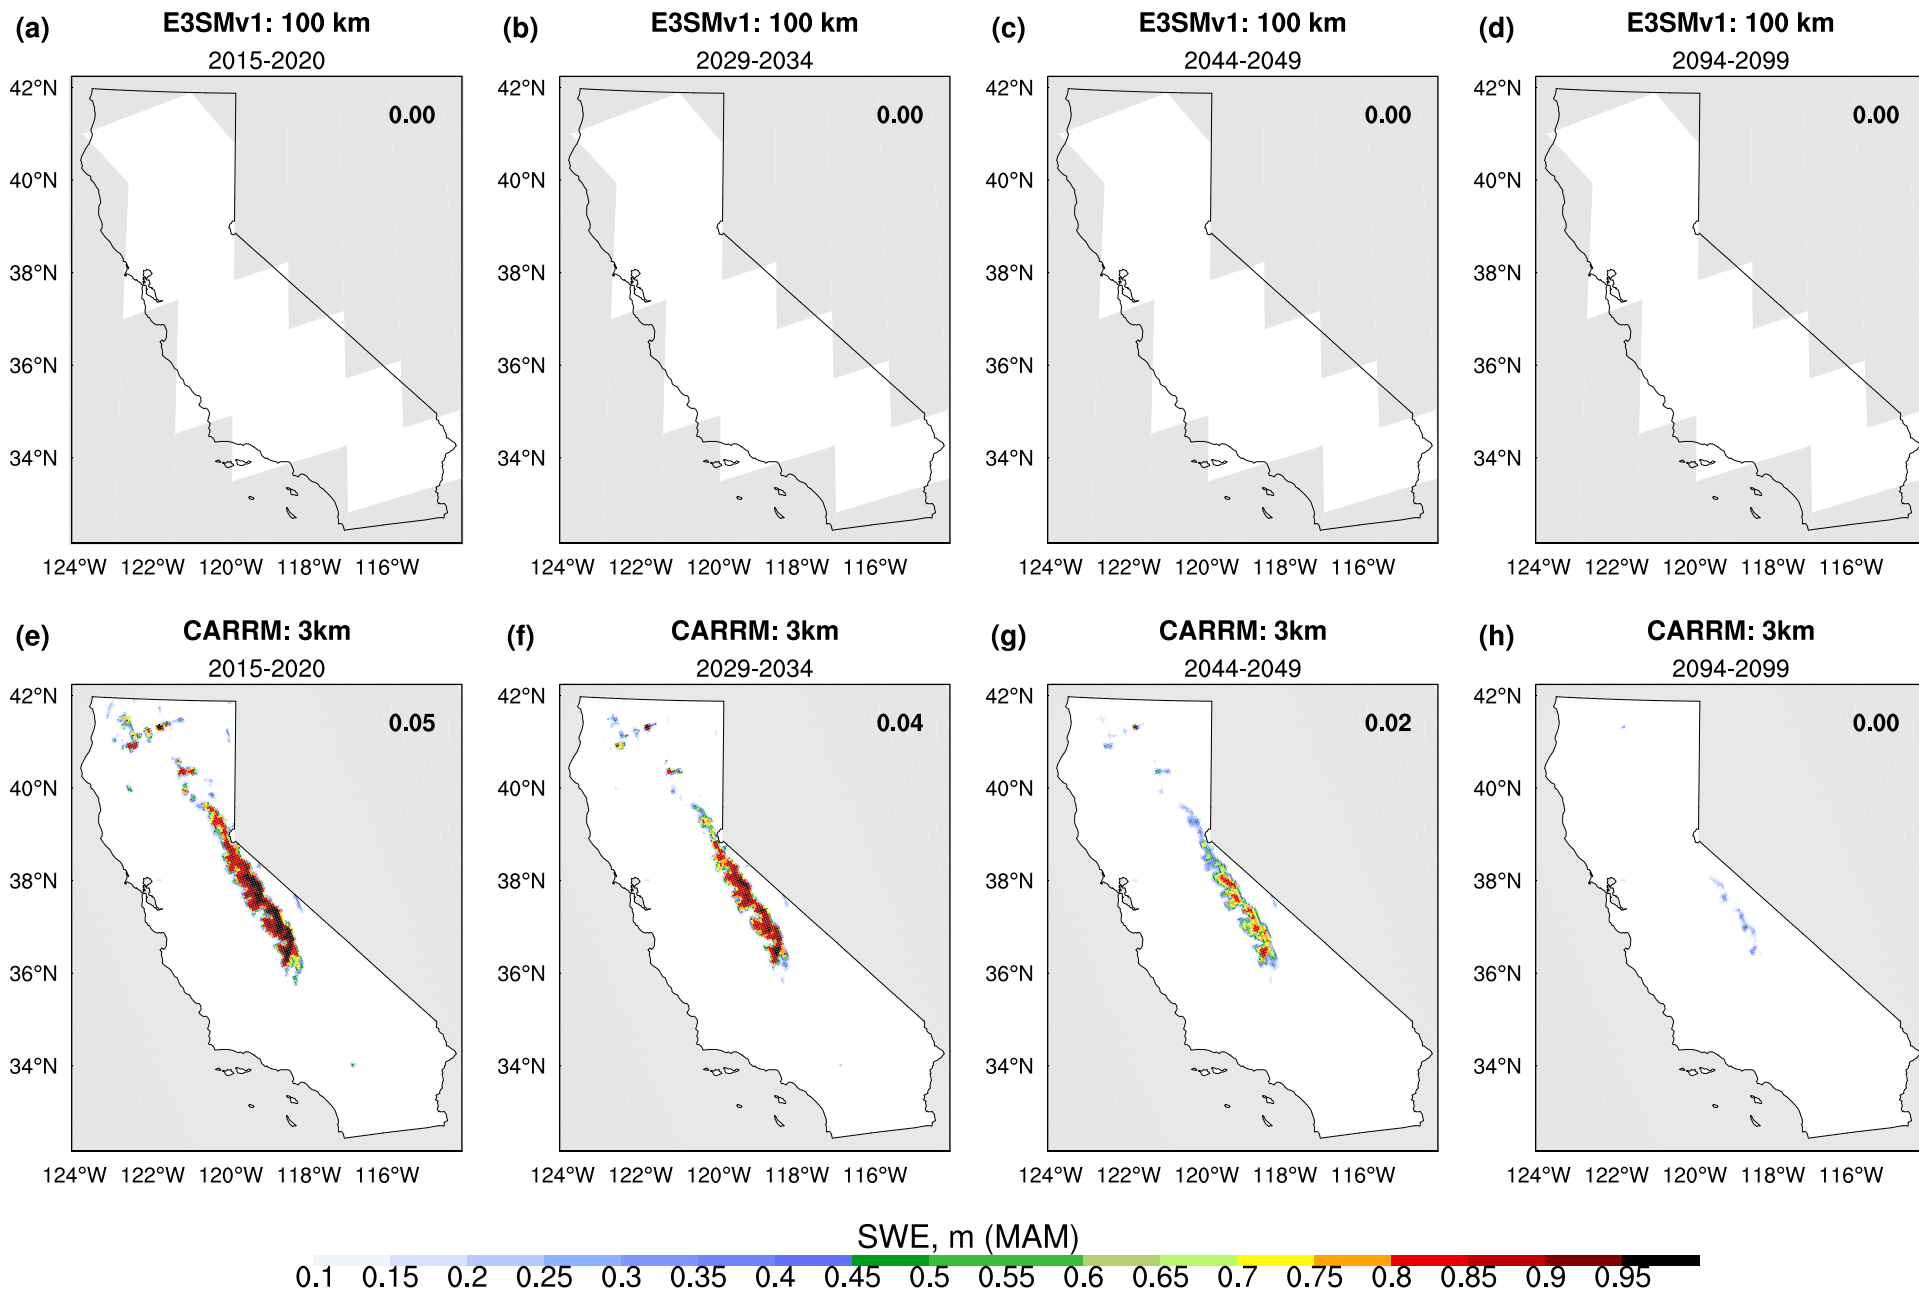 (a) E3SMv1: 100 km (b) E3SMv1: 100 km (c) E3SMv1: 100 km (d) E3SMv1: 100 km
2015-2020 2029-2034 2044-2049 2094-2099
42°N 42°N 42°N 42°N
0.00 0.00 0.00 0.00
40°N 40°N 40°N 40°N
38°N 38°N 38°N 38°N
36°N 36°N 36°N 36°N
34°N 34°N 34°N 34°N
124°W 122°W 120°W 118°W 116°W 124°W 122°W 120°W 118°W 116°W 124°W 122°W 120°W 118°W 116°W 124°W 122°W 120°W 118°W 116°W
(e) CARRM: 3km (f) CARRM: 3km (g) CARRM: 3km (h) CARRM: 3km
2015-2020 2029-2034 2044-2049 2094-2099
42°N 42°N 42°N 42°N
0.05 0.04 0.02 0.00
40°N 40°N 40°N 40°N
38°N 38°N 38°N 38°N
36°N 36°N 36°N 36°N
34°N 34°N 34°N 34°N
124°W 122°W 120°W 118°W 116°W 124°W 122°W 120°W 118°W 116°W 124°W 122°W 120°W 118°W 116°W 124°W 122°W 120°W 118°W 116°W
SWE, m (MAM)
0.1 0.15 0.2 0.25 0.3 0.35 0.4 0.45 0.5 0.55 0.6 0.65 0.7 0.75 0.8 0.85 0.9 0.95